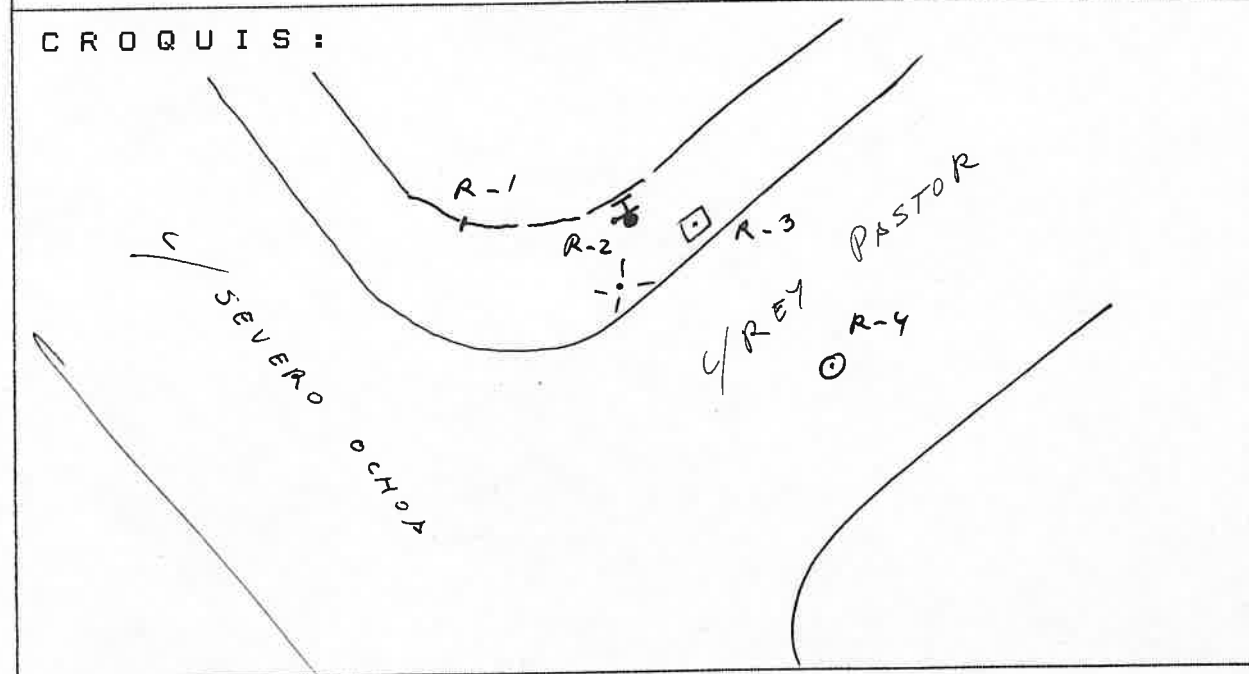 CROQUIS:
R-1
R-2
R-3
R-4
C/ SEVERO OCHOA
C/ REY PASTOR